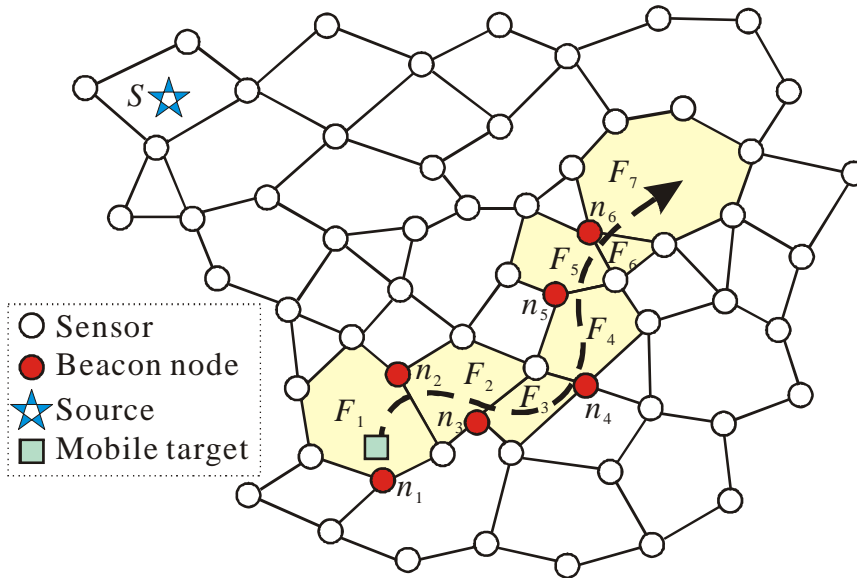 S
F7
n6
F5
F6
n5
F4
Sensor
Beacon node
Source
Mobile target
n2
F2
F1
n3
F3
n4
n1